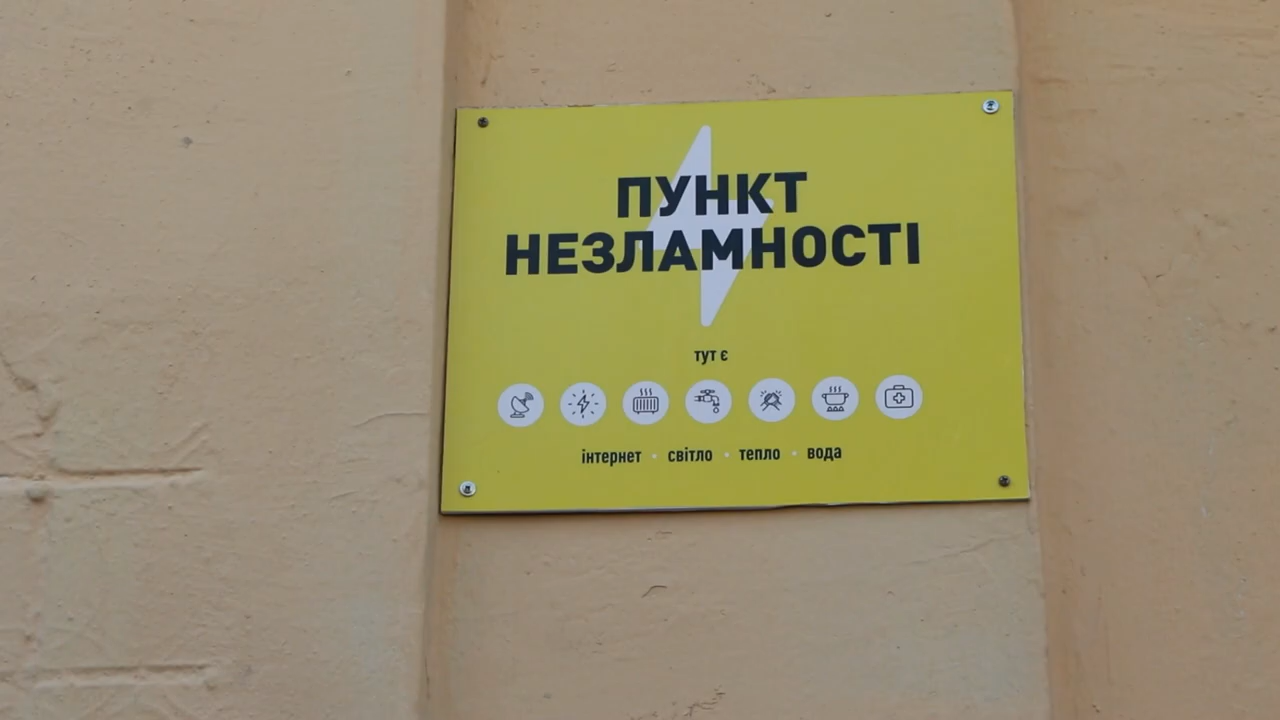 ПУНКТ
НЕЗЛАМНОСТІ
тут є
інтернет • світло • тепло • вода